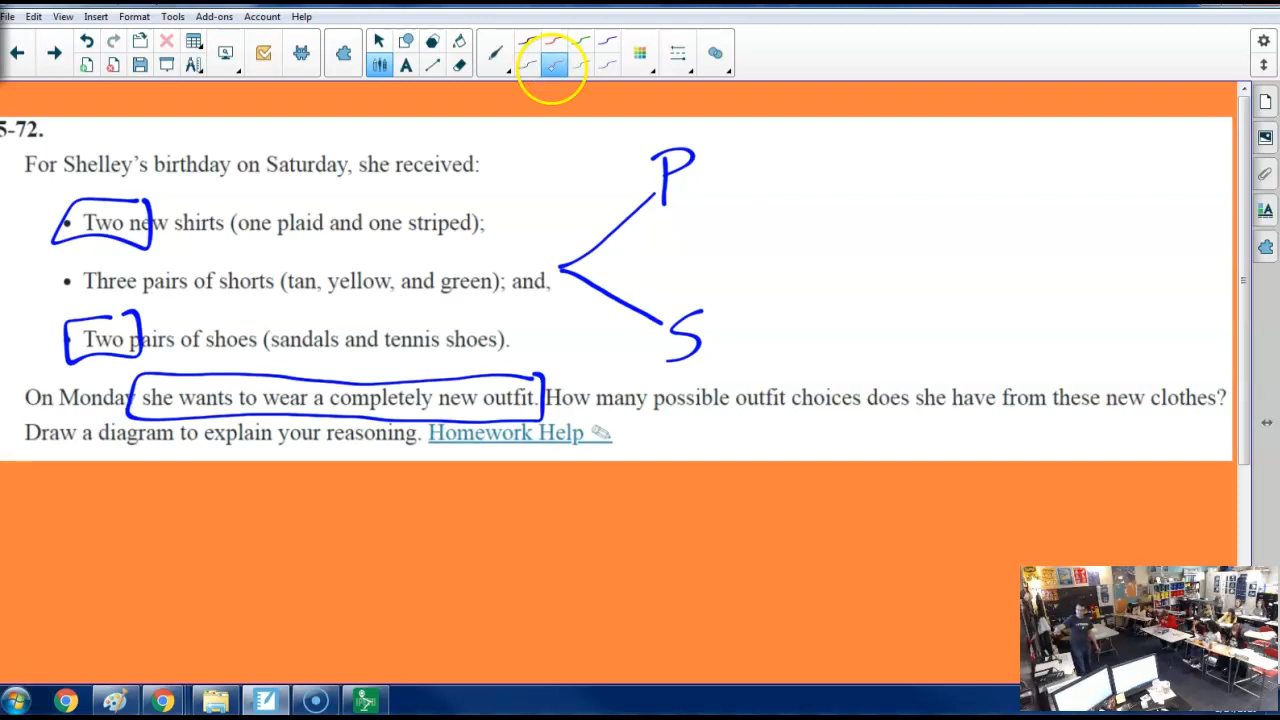 File Edit View Insert Format Tools Add-ons Account Help
5-72.
For Shelley's birthday on Saturday, she received:
• Two new shirts (one plaid and one striped);
• Three pairs of shorts (tan, yellow, and green); and,
• Two pairs of shoes (sandals and tennis shoes).
On Monday she wants to wear a completely new outfit. How many possible outfit choices does she have from these new clothes?
Draw a diagram to explain your reasoning. Homework Help
P
S